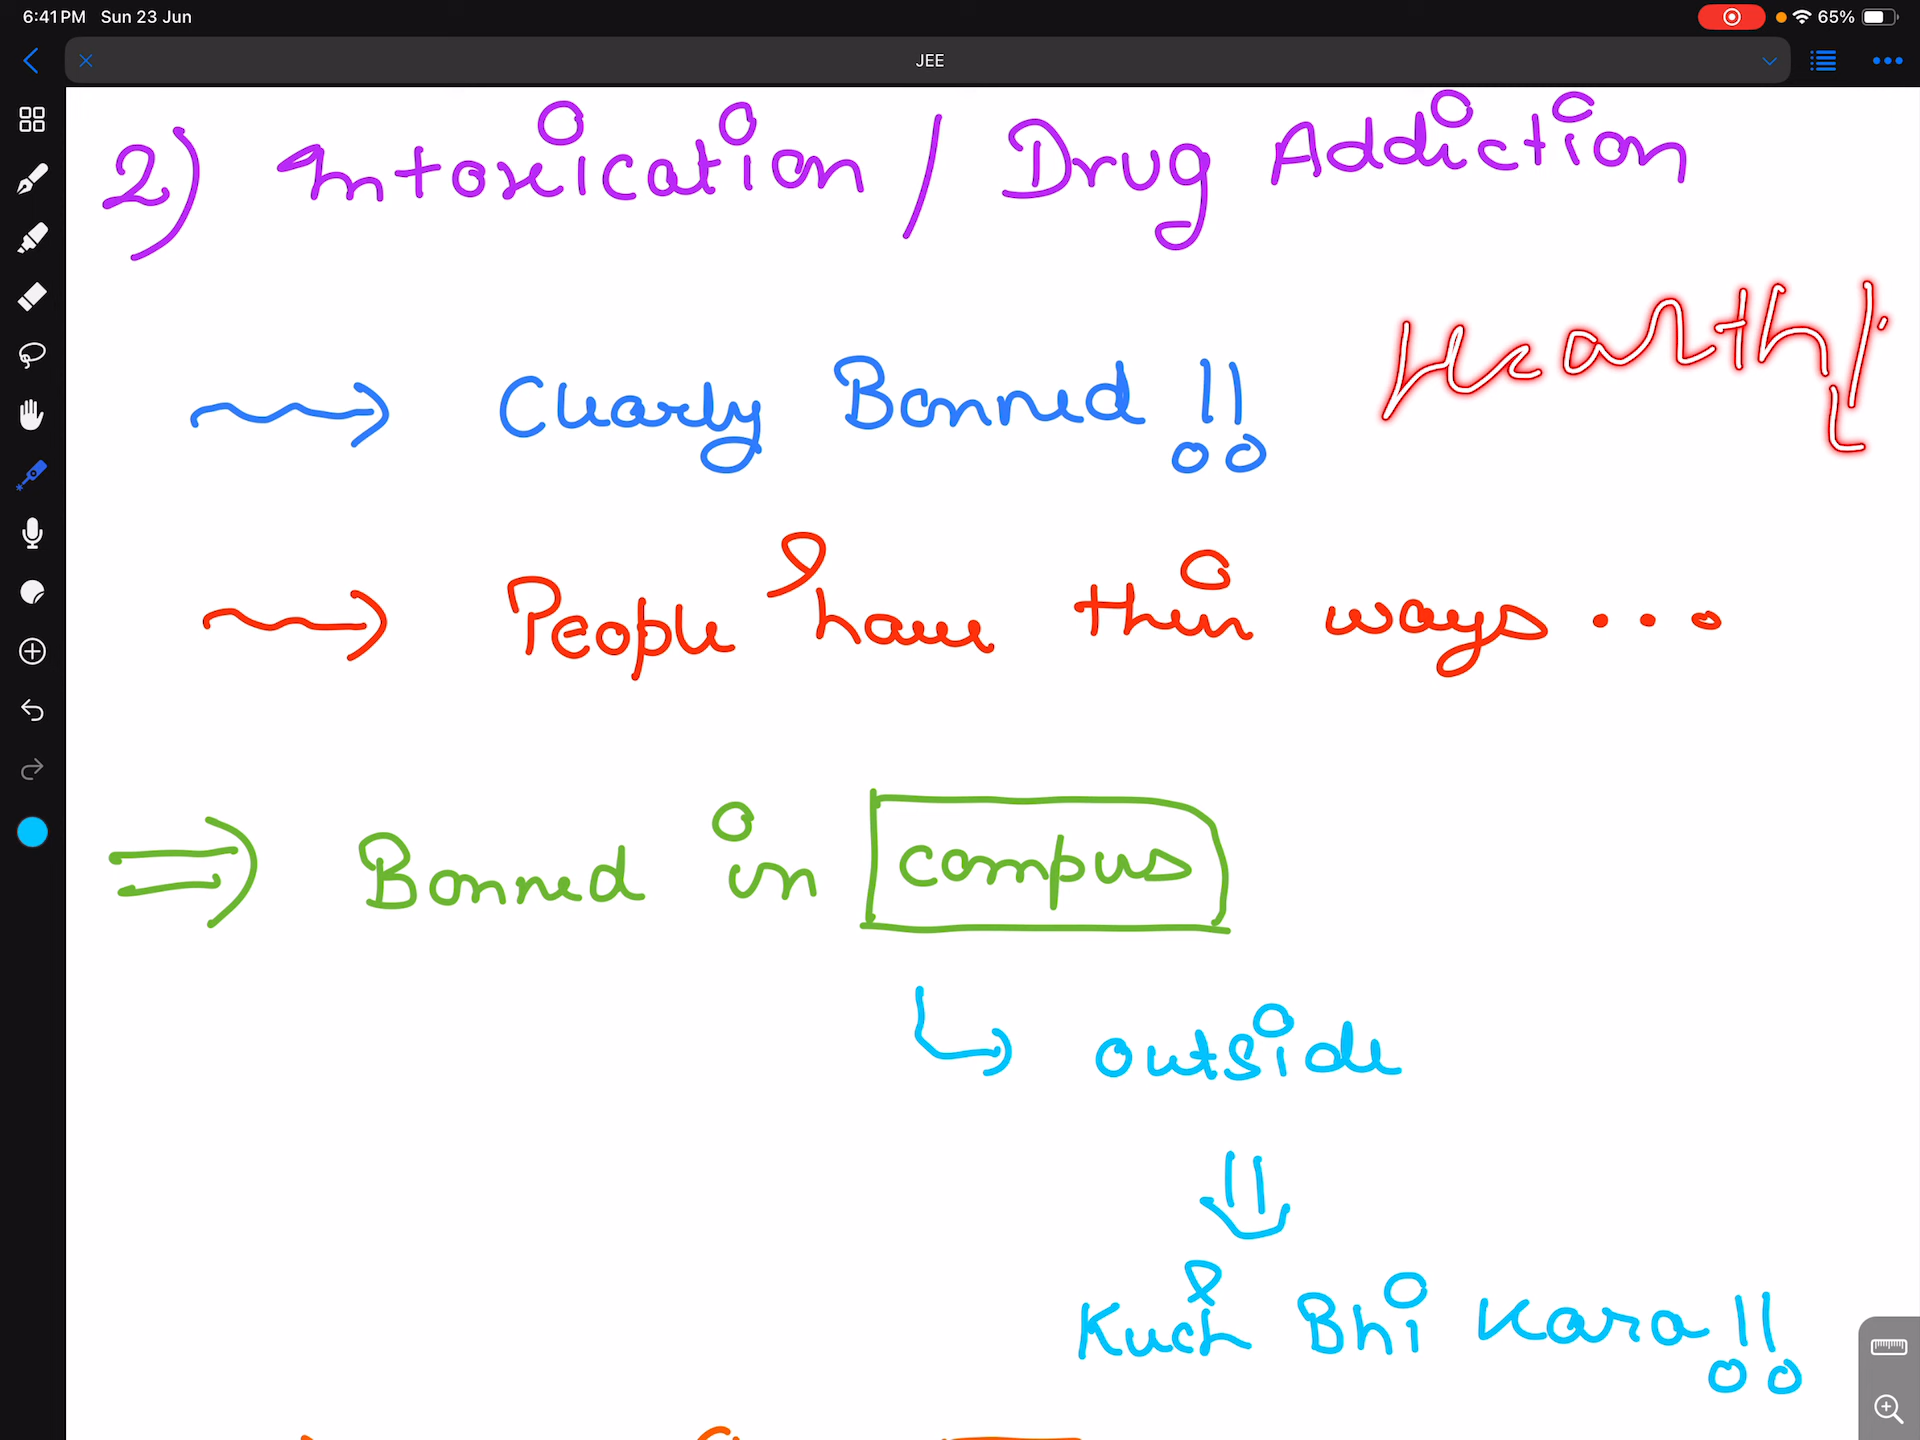 6:41 PM Sun 23 Jun
65%
JEE
2) Intoxication / Drug Addiction
Health!
Clearly Banned !!
People have their ways...
Banned in campus
outside
Kuch Bhi Karo !!